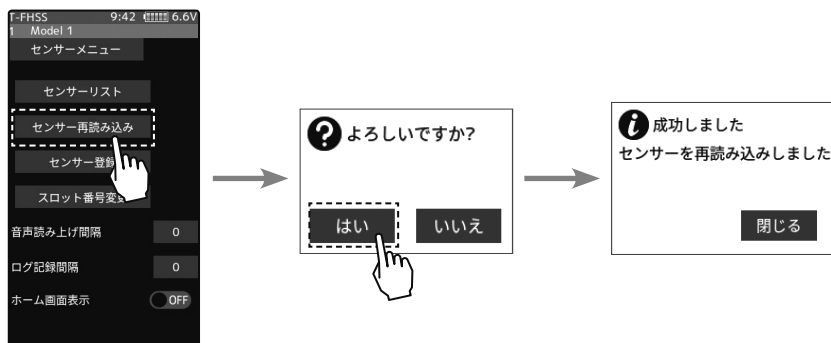 T-FHSS 9:42 6.6V
1 Model 1
センサーメニュー
センサーリスト
センサー再読み込み
センサー登録
スロット番号変更
音声読み上げ間隔 0
ログ記録間隔 0
ホーム画面表示 OFF
よろしいですか?
はい いいえ
成功しました
センサーを再読み込みしました
閉じる